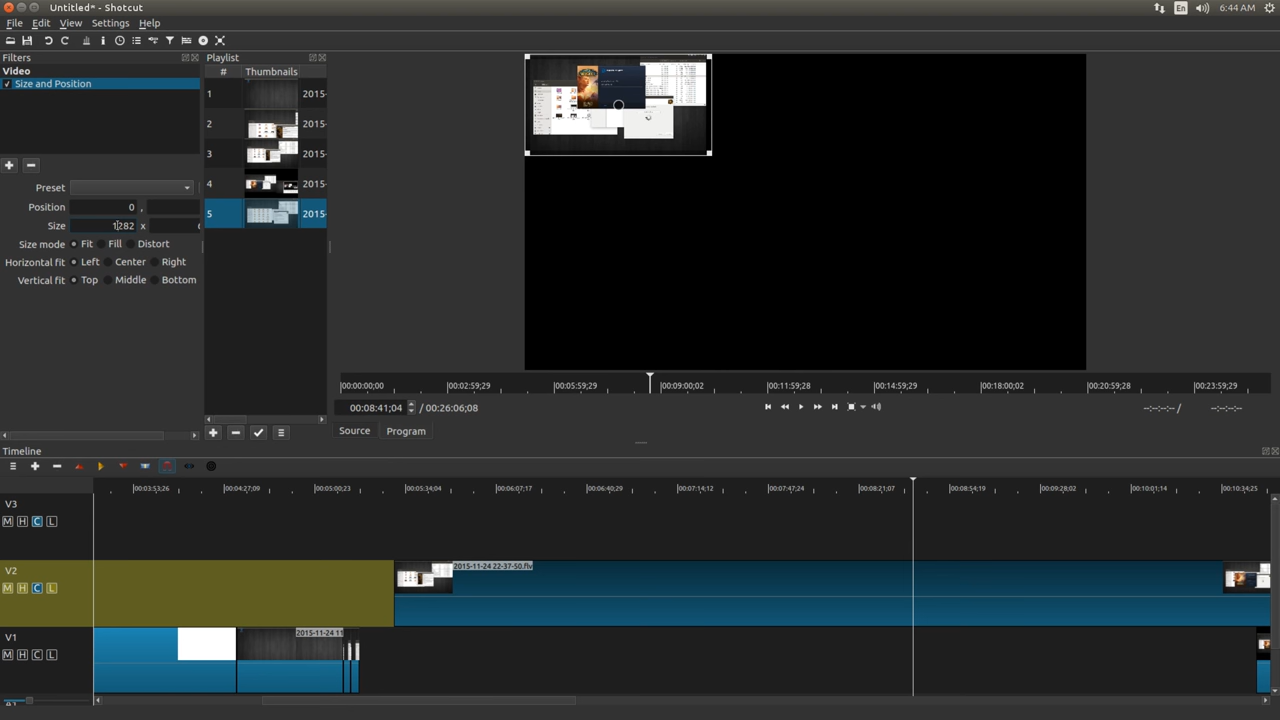 Untitled* - Shotcut
En 6:44 AM
File Edit View Settings Help
Filters
Video
Size and Position
Preset
Position 0 ,
Size 1282 x
Size mode Fit Fill Distort
Horizontal fit Left Center Right
Vertical fit Top Middle Bottom
Playlist
# Thumbnails
1 2015-
2 2015-
3 2015-
4 2015-
5 2015-
00:00:00;00 00:02:59;29 00:05:59;29 00:09:00;02 00:11:59;28 00:14:59;29 00:18:00;02 00:20:59;28 00:23:59;29
00:08:41;04 / 00:26:06;08
--:--:--;-- / --:--:--;--
Source Program
Timeline
00:03:53;26 00:04:27;09 00:05:00;23 00:05:34;04 00:06:07;17 00:06:40;29 00:07:14;12 00:07:47;24 00:08:21;07 00:08:54;19 00:09:28;02 00:10:01;14 00:10:34;25
V3
M H C L
V2
M H C L
2015-11-24 22-37-50.flv
V1
M H C L
2015-11-24 11